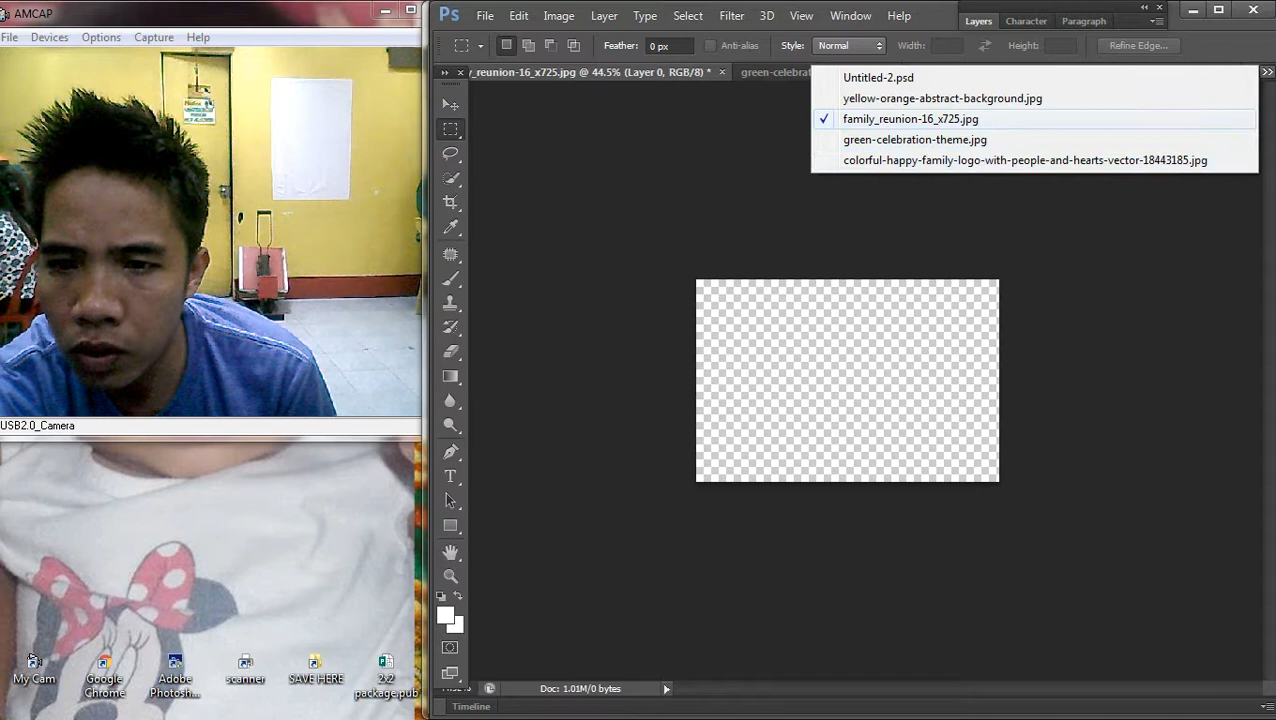 AMCAP
File Devices Options Capture Help
USB2.0_Camera
My Cam
Google Chrome
Adobe Photosh...
scanner
SAVE HERE
2x2 package.pub
Ps File Edit Image Layer Type Select Filter 3D View Window Help
Layers Character Paragraph
Feather: 0 px Anti-alias Style: Normal Width: Height: Refine Edge...
y_reunion-16_x725.jpg @ 44.5% (Layer 0, RGB/8) * × green-celebrat
Untitled-2.psd
yellow-orange-abstract-background.jpg
family_reunion-16_x725.jpg
green-celebration-theme.jpg
colorful-happy-family-logo-with-people-and-hearts-vector-18443185.jpg
Doc: 1.01M/0 bytes
Timeline